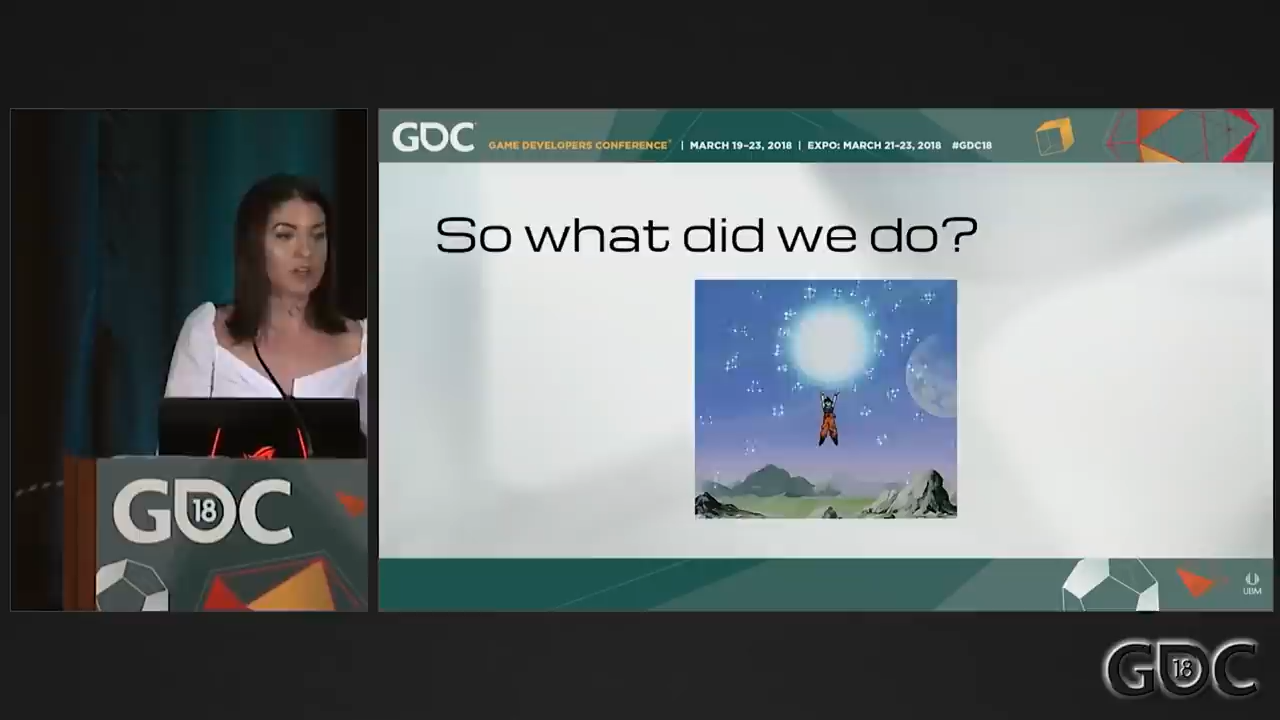 GDC
GAME DEVELOPERS CONFERENCE | MARCH 19–23, 2018 | EXPO: MARCH 21–23, 2018 #GDC18
So what did we do?
GDC 18
UBM
GDC 18